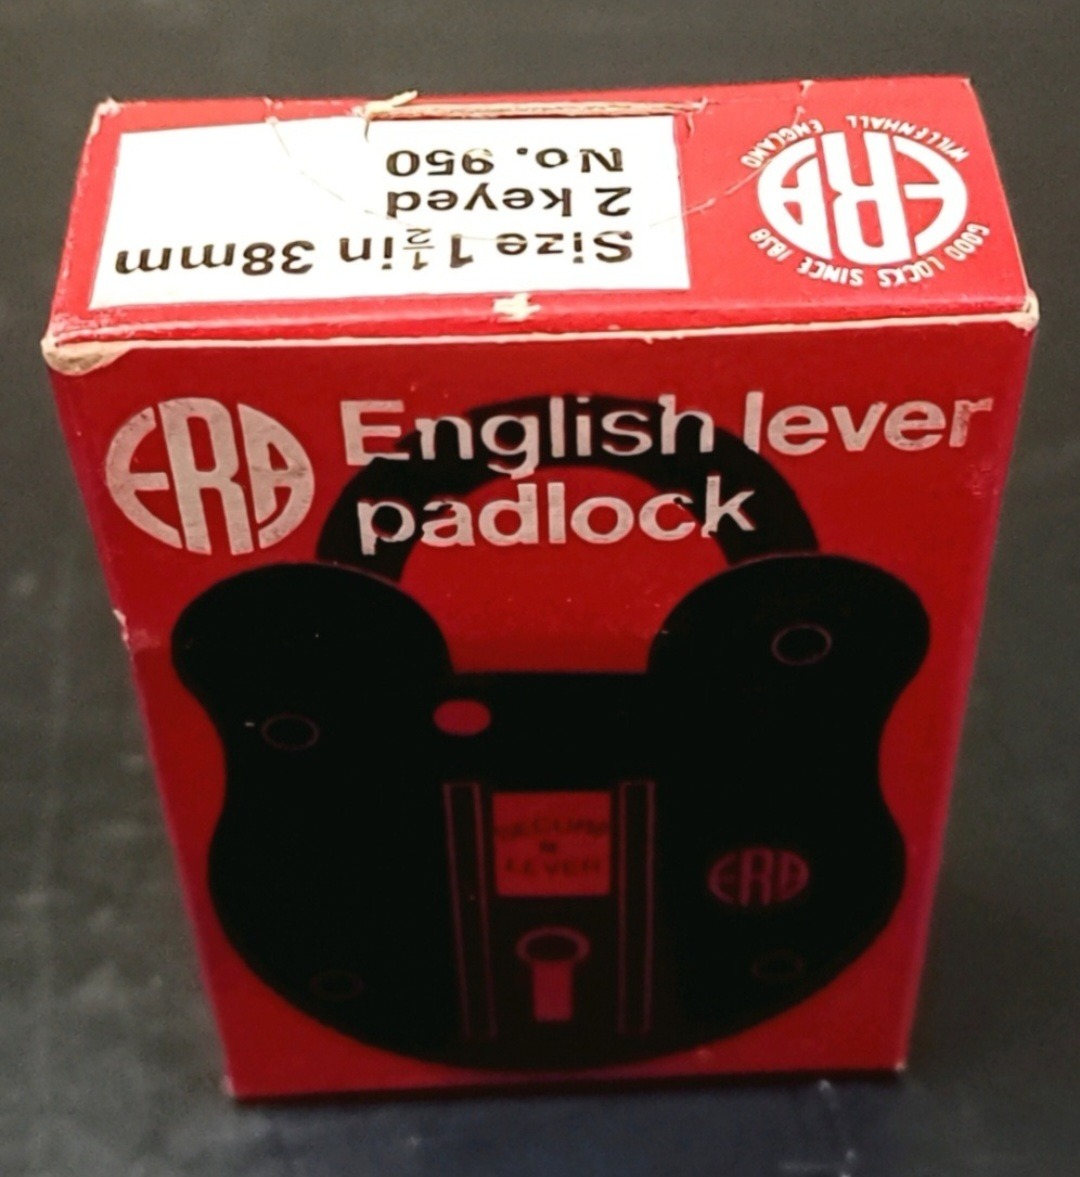 Size 1½in 38mm
2 keyed
No. 950
GOOD LOCKS SINCE 1838
ERA
WILLENHALL ENGLAND
ERA
English lever
padlock
SECURE
LEVER
ERA